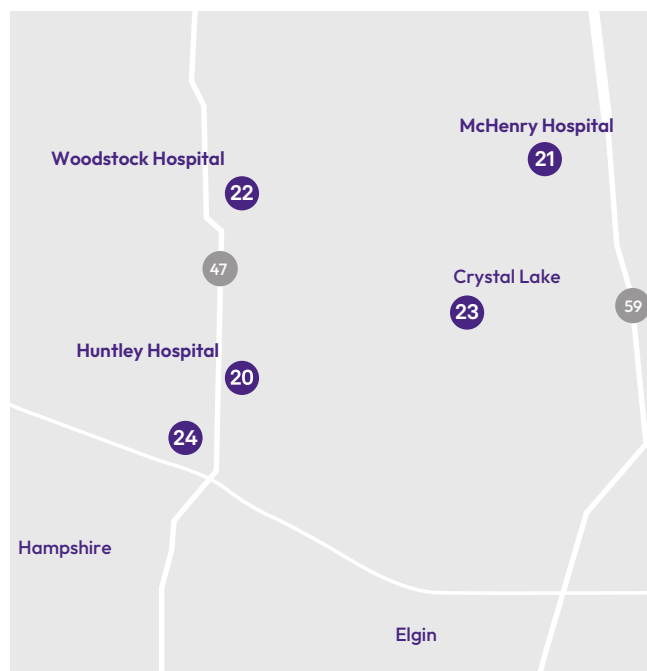 McHenry Hospital
21
Woodstock Hospital
22
47
Crystal Lake
59
23
Huntley Hospital
20
24
Hampshire
Elgin